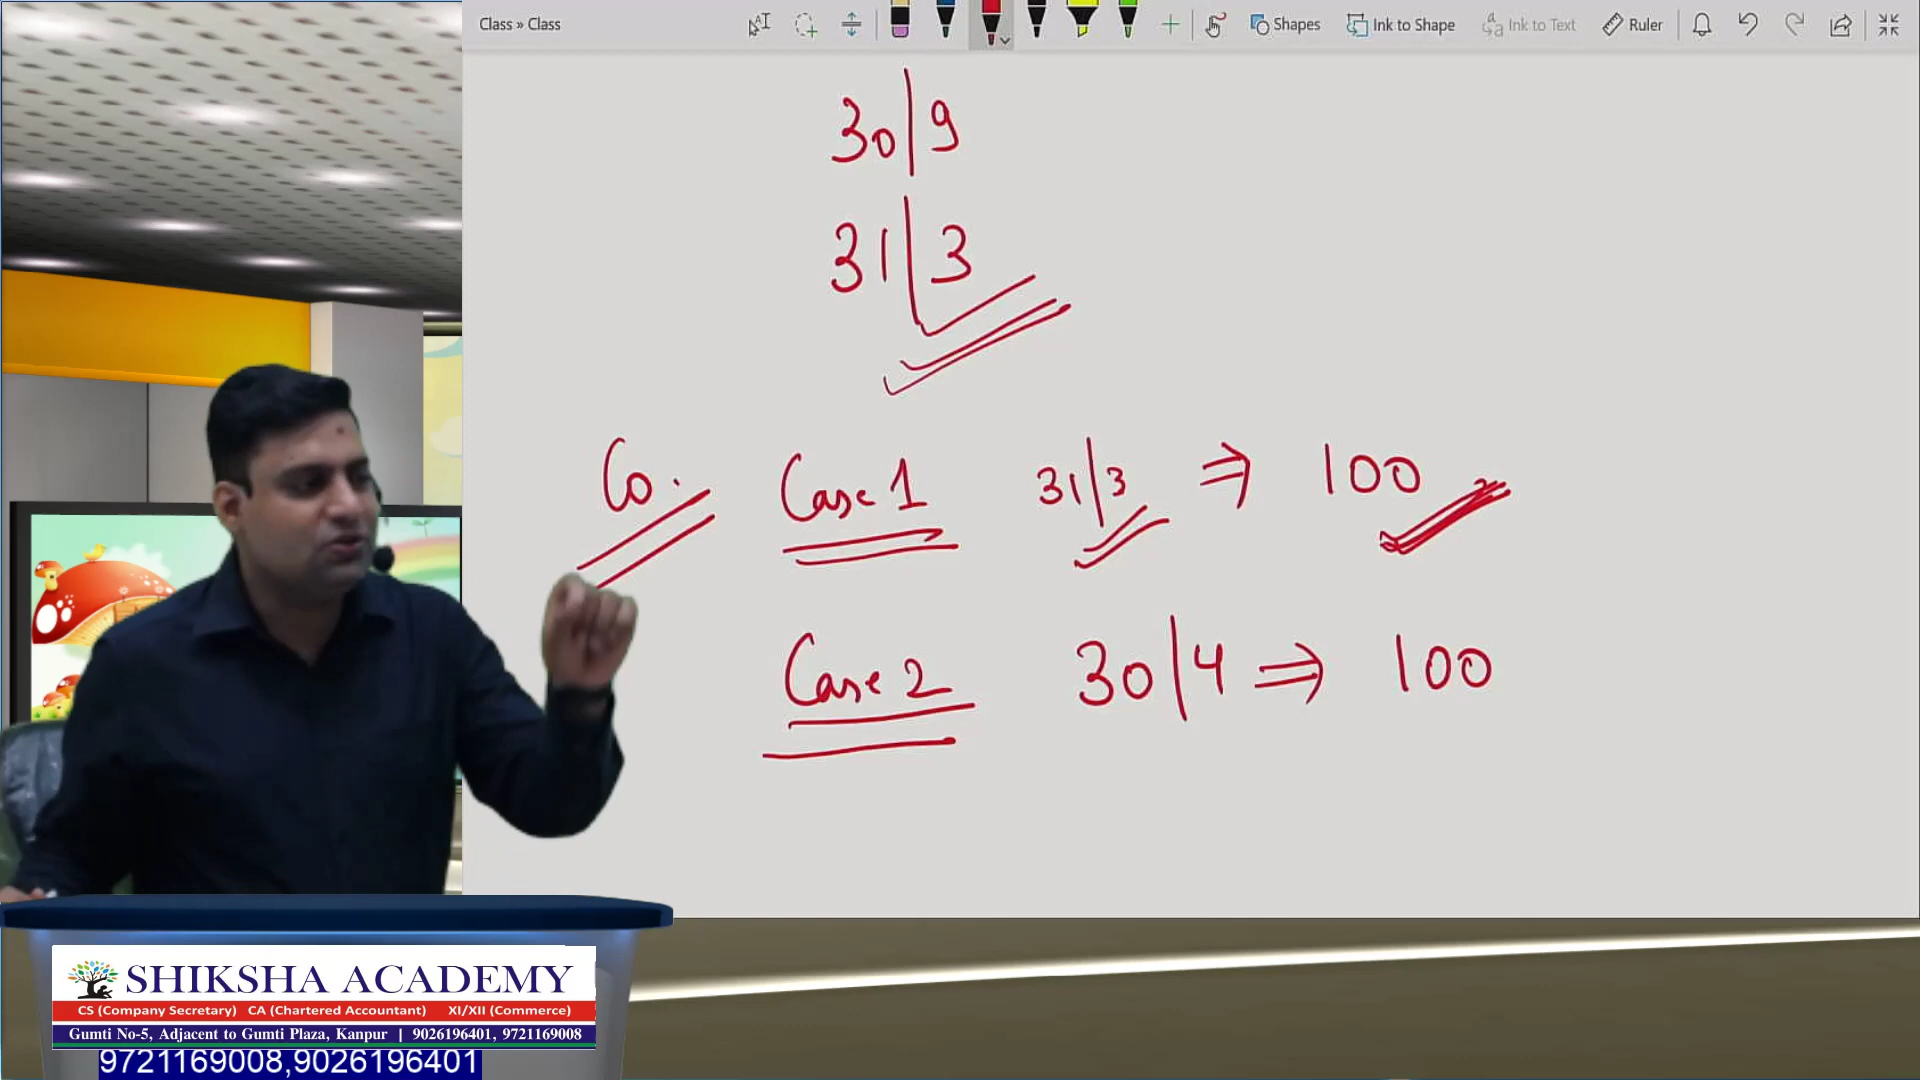 Class » Class
Shapes
Ink to Shape
Ink to Text
Ruler
30|9
31|3
Co. Case 1 31|3 ⇒ 100
Case 2 30|4 ⇒ 100
SHIKSHA ACADEMY
CS (Company Secretary) CA (Chartered Accountant) XI/XII (Commerce)
Gumti No-5, Adjacent to Gumti Plaza, Kanpur | 9026196401, 9721169008
9721169008,9026196401